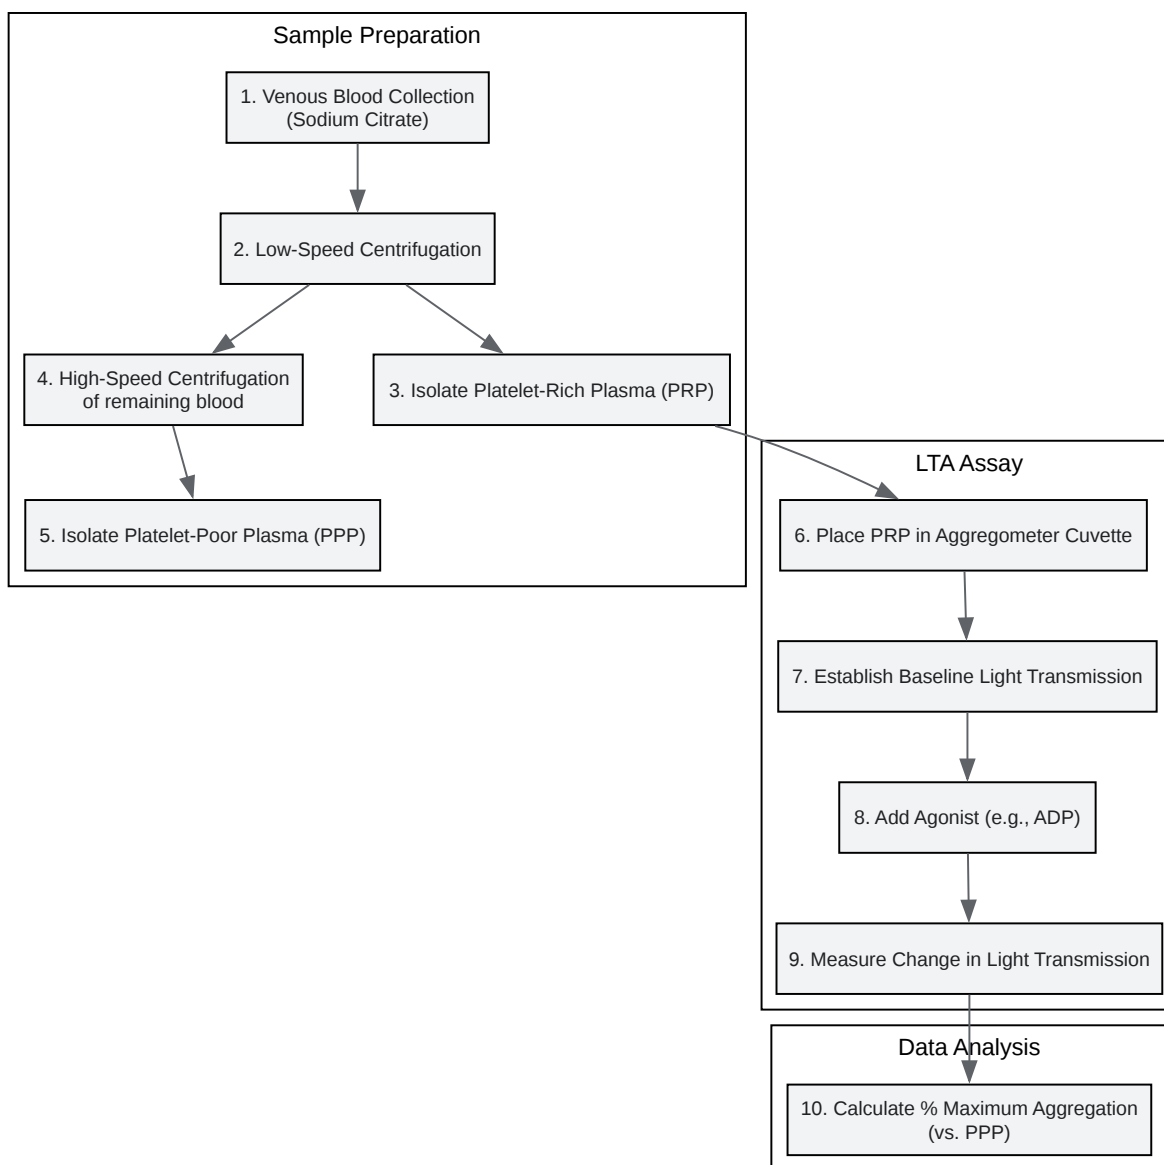 Sample Preparation
1. Venous Blood Collection
(Sodium Citrate)
2. Low-Speed Centrifugation
4. High-Speed Centrifugation
of remaining blood
3. Isolate Platelet-Rich Plasma (PRP)
5. Isolate Platelet-Poor Plasma (PPP)
LTA Assay
6. Place PRP in Aggregometer Cuvette
7. Establish Baseline Light Transmission
8. Add Agonist (e.g., ADP)
9. Measure Change in Light Transmission
Data Analysis
10. Calculate % Maximum Aggregation
(vs. PPP)